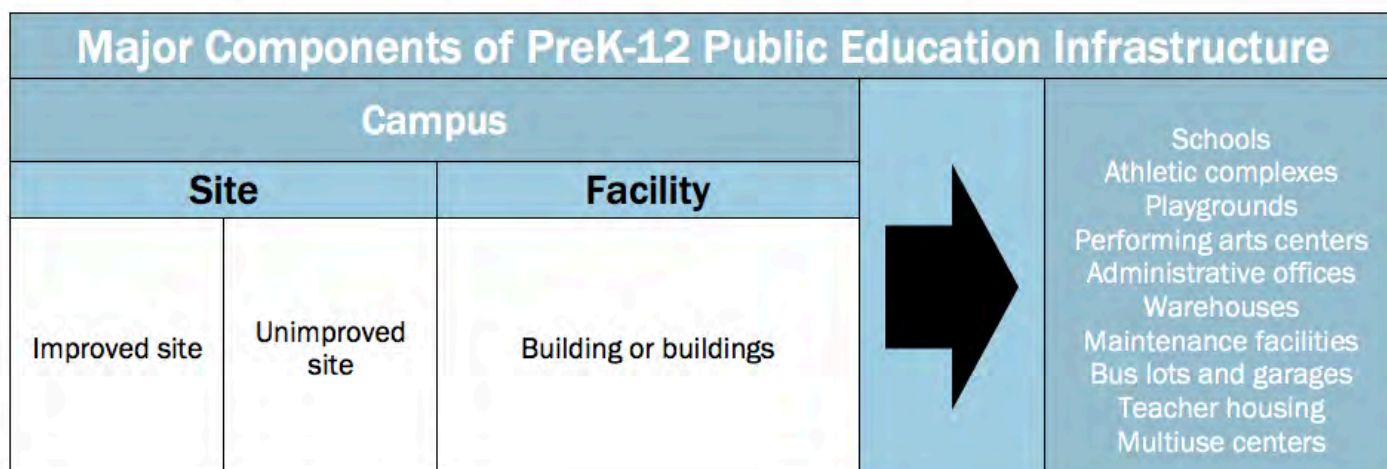 Major Components of PreK-12 Public Education Infrastructure
Campus
Site
Facility
Improved site
Unimproved
site
Building or buildings
Schools
Athletic complexes
Playgrounds
Performing arts centers
Administrative offices
Warehouses
Maintenance facilities
Bus lots and garages
Teacher housing
Multiuse centers